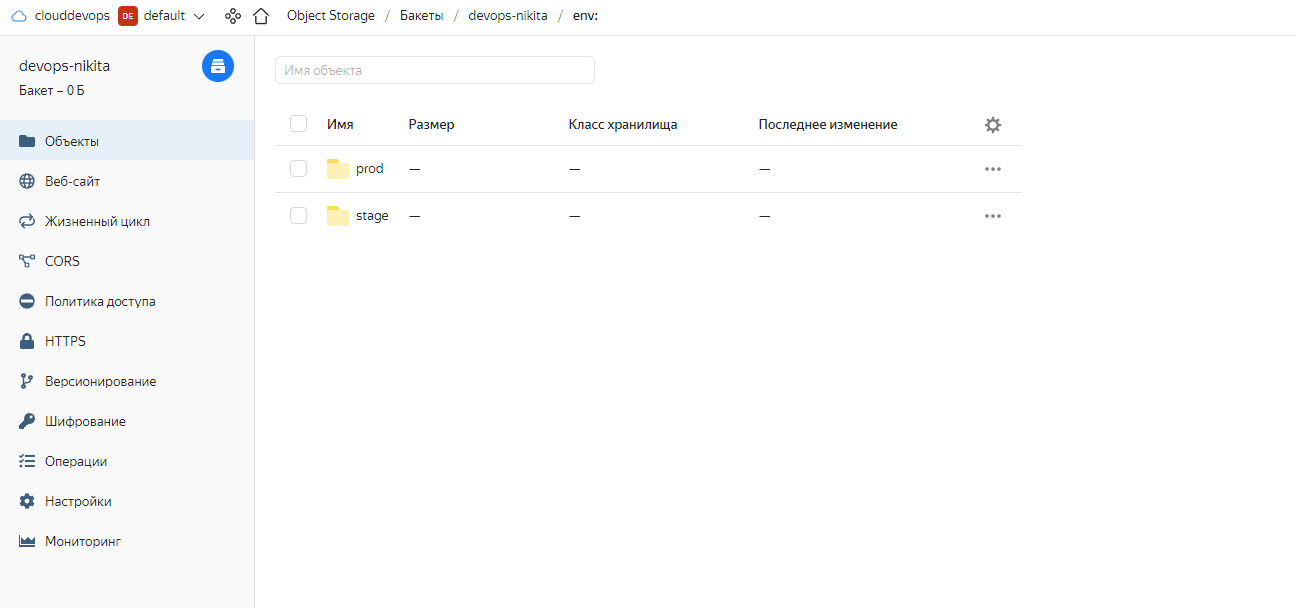 clouddevops DE default Object Storage / Бакеты / devops-nikita / env:
devops-nikita
Бакет – 0 Б
Объекты
Веб-сайт
Жизненный цикл
CORS
Политика доступа
HTTPS
Версионирование
Шифрование
Операции
Настройки
Мониторинг
Имя объекта
Имя Размер Класс хранилища Последнее изменение
prod — — —
stage — — —